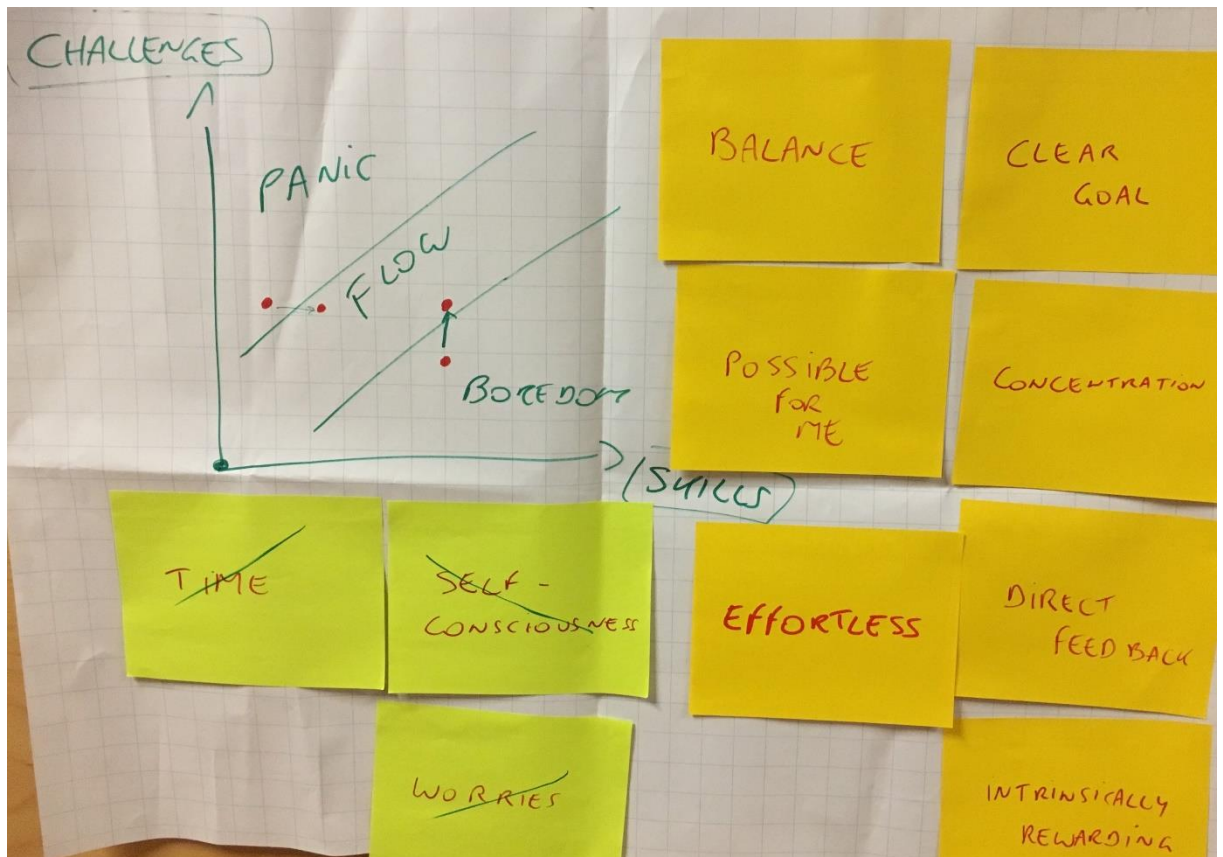 CHALLENGES
PANIC
FLOW
BOREDOM
(SKILLS)
BALANCE
CLEAR
GOAL
POSSIBLE
FOR
ME
CONCENTRATION
TIME
SELF-
CONSCIOUSNESS
EFFORTLESS
DIRECT
FEEDBACK
WORRIES
INTRINSICALLY
REWARDING